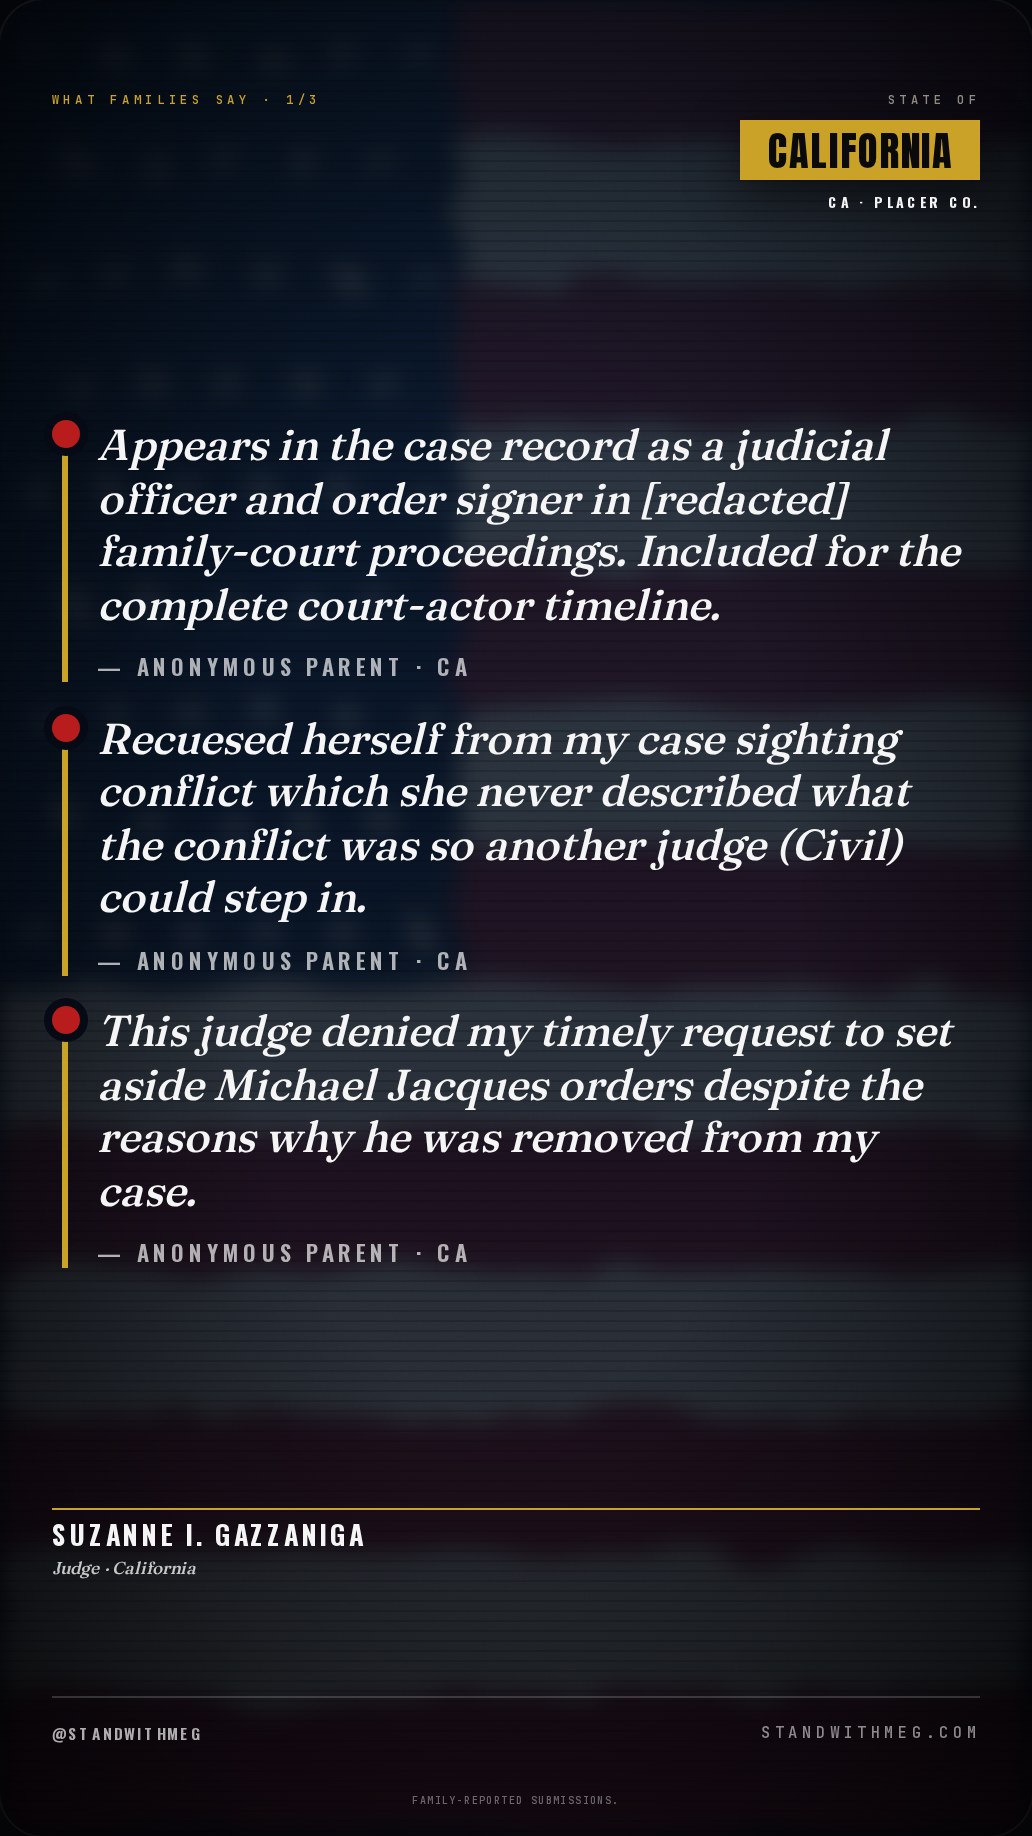 WHAT FAMILIES SAY · 1/3
STATE OF
CALIFORNIA
CA · PLACER CO.
Appears in the case record as a judicial
officer and order signer in [redacted]
family-court proceedings. Included for the
complete court-actor timeline.
— ANONYMOUS PARENT · CA
Recuesed herself from my case sighting
conflict which she never described what
the conflict was so another judge (Civil)
could step in.
— ANONYMOUS PARENT · CA
This judge denied my timely request to set
aside Michael Jacques orders despite the
reasons why he was removed from my
case.
— ANONYMOUS PARENT · CA
SUZANNE I. GAZZANIGA
Judge · California
@STANDWITHMEG
STANDWITHMEG.COM
FAMILY-REPORTED SUBMISSIONS.